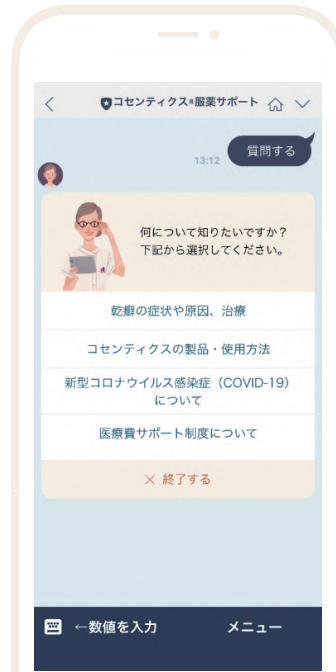 コセンティクス®服薬サポート
質問する
13:12
何について知りたいですか？
下記から選択してください。
乾癬の症状や原因、治療
コセンティクスの製品・使用方法
新型コロナウイルス感染症（COVID-19）
について
医療費サポート制度について
× 終了する
←数値を入力
メニュー